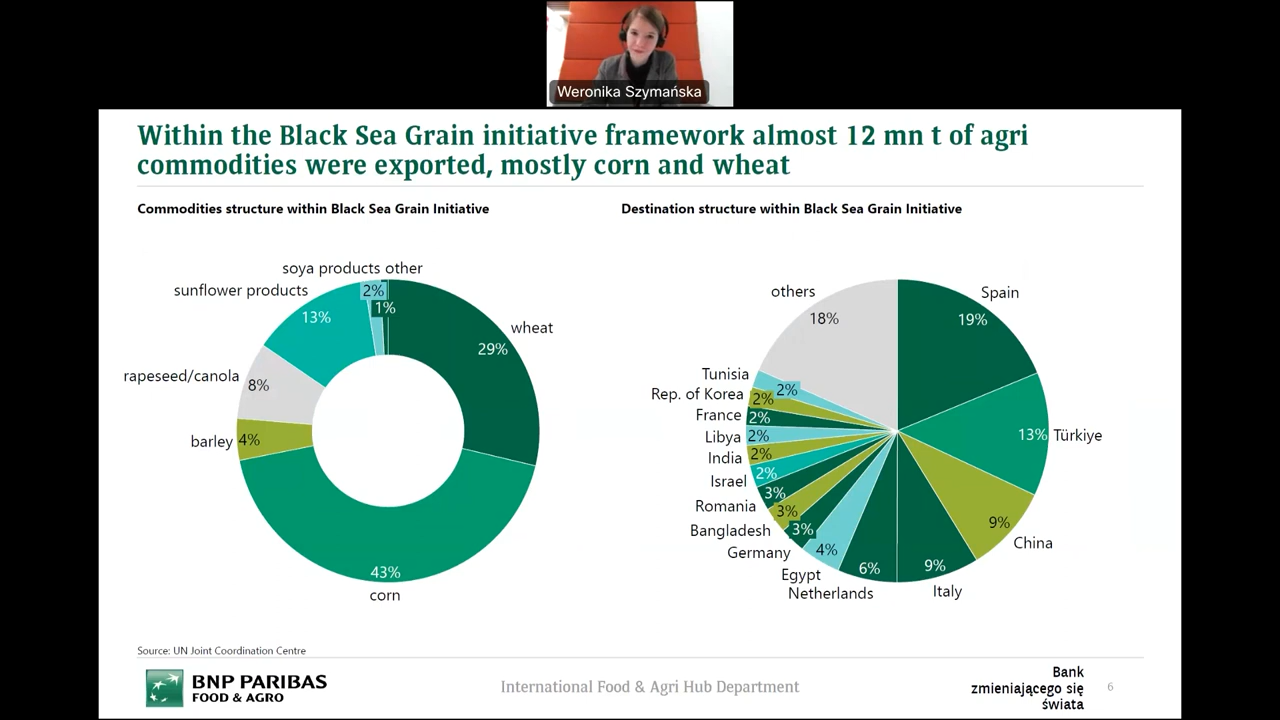 Weronika Szymańska
Within the Black Sea Grain initiative framework almost 12 mn t of agri
commodities were exported, mostly corn and wheat
Commodities structure within Black Sea Grain Initiative
soya products other
sunflower products
2%
1%
13%
wheat
29%
rapeseed/canola
8%
barley
4%
43%
corn
Destination structure within Black Sea Grain Initiative
others
18%
Spain
19%
Tunisia
2%
Rep. of Korea
2%
France
2%
Libya
2%
India
2%
Israel
2%
Romania
3%
Bangladesh
3%
Germany
3%
Egypt
4%
Netherlands
6%
Italy
9%
China
9%
13%
Türkiye
Source: UN Joint Coordination Centre
BNP PARIBAS
FOOD & AGRO
International Food & Agri Hub Department
Bank
zmieniającego się
świata
6